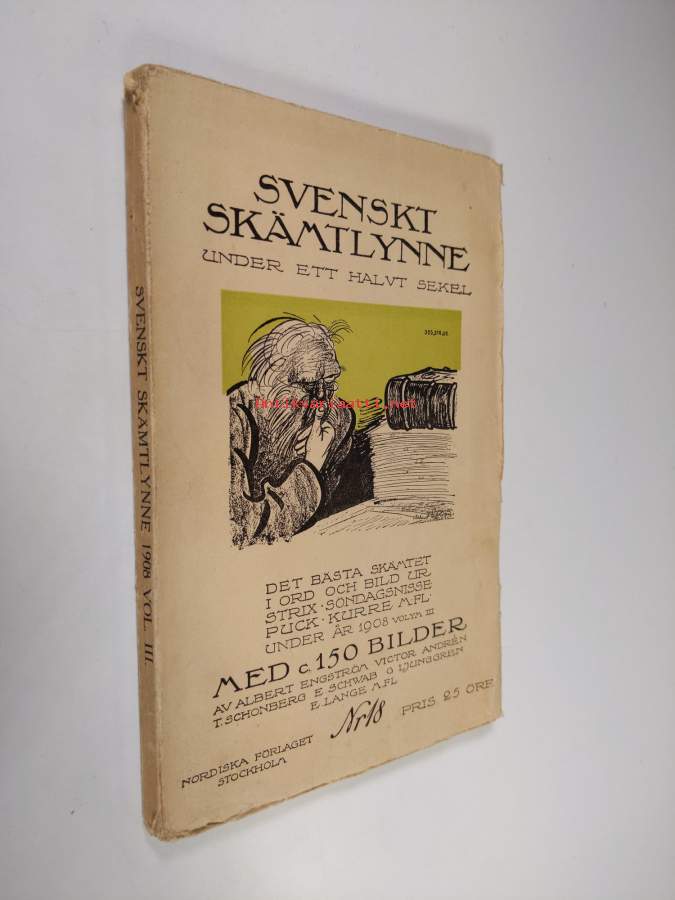 SVENSKT SKÄMTLYNNE 1908 VOL. III.
SVENSKT
SKÄMTLYNNE
UNDER ETT HALVT SEKEL
Antikvariaatti.net
DET BÄSTA SKÄMTET
I ORD OCH BILD UR
STRIX · SÖNDAGSNISSE
PUCK · KURRE M.FL.
UNDER ÅR 1908 VOLYM III
MED c. 150 BILDER
AV ALBERT ENGSTRÖM VICTOR ANDRÉN
T. SCHONBERG E SCHWAB O LJUNGGREN
E. LANGE M.FL
NORDISKA FÖRLAGET
STOCKHOLM
Nr 18
PRIS 25 ÖRE